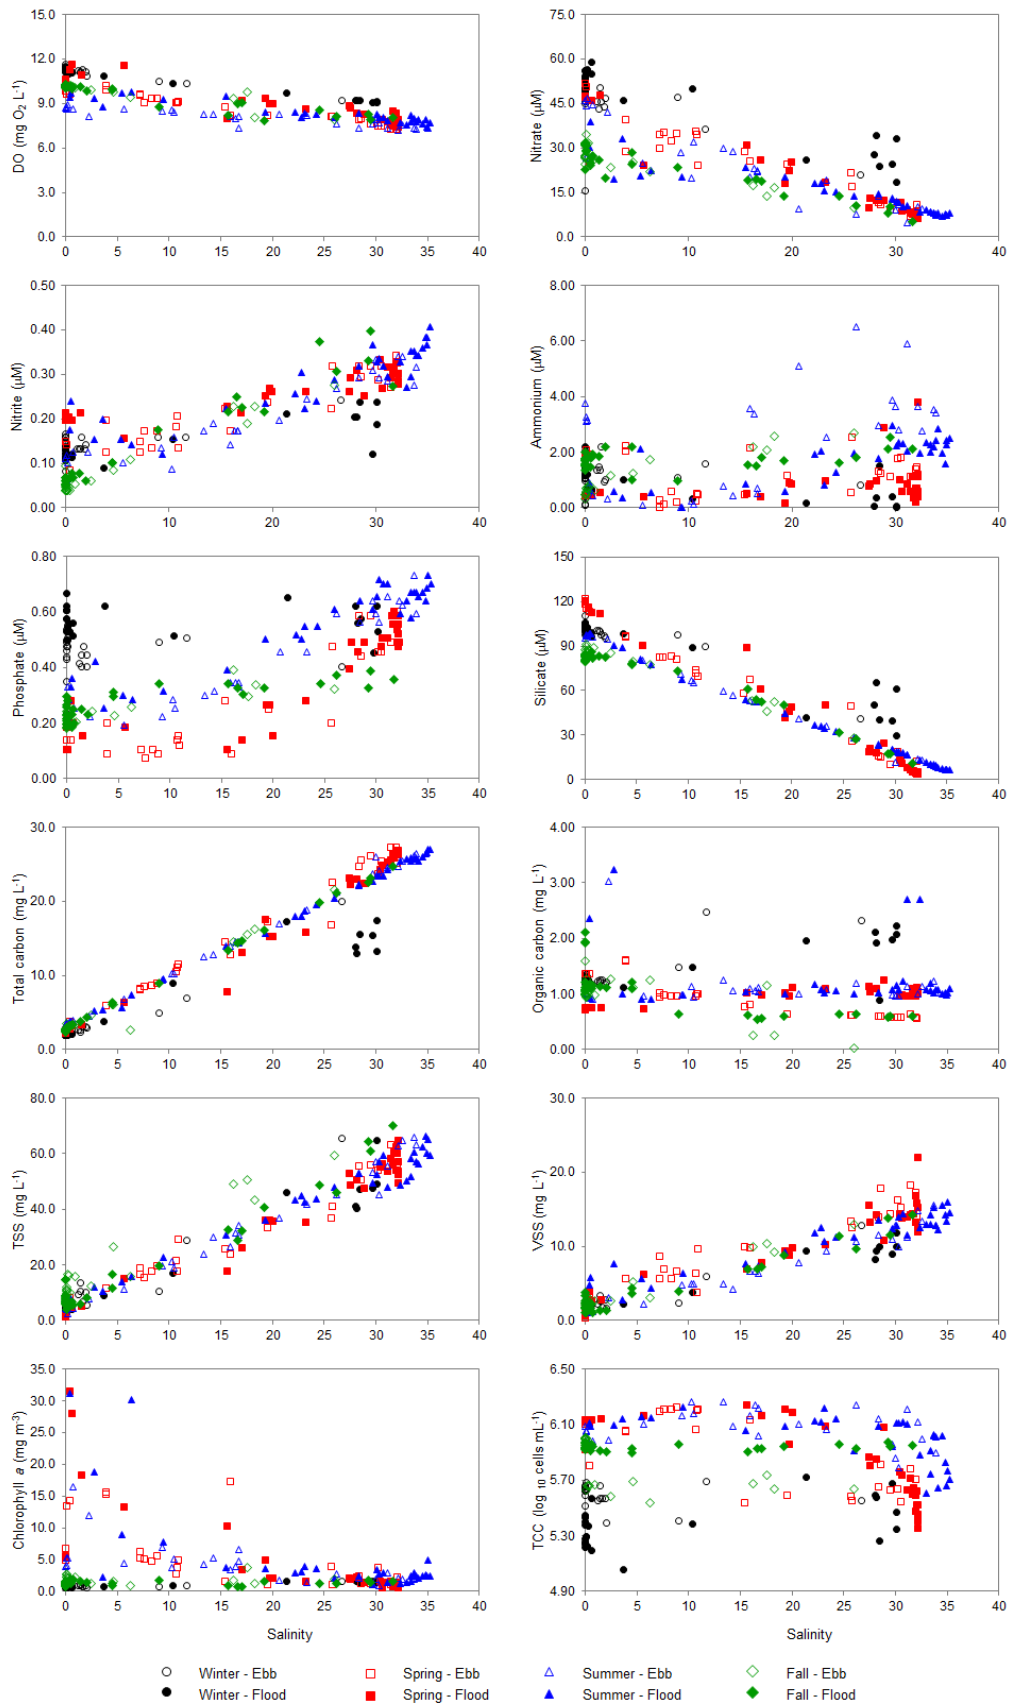 DO (mg O₂ L⁻¹)
15.0
12.0
9.0
6.0
3.0
0.0
0 5 10 15 20 25 30 35 40
Nitrate (µM)
60.0
45.0
30.0
15.0
0.0
0 5 10 15 20 25 30 35 40
Nitrite (µM)
0.50
0.40
0.30
0.20
0.10
0.00
0 5 10 15 20 25 30 35 40
Ammonium (µM)
8.00
6.00
4.00
2.00
0.00
0 5 10 15 20 25 30 35 40
Phosphate (µM)
0.80
0.60
0.40
0.20
0.00
0 5 10 15 20 25 30 35 40
Silicate (µM)
150
120
90
60
30
0
0 5 10 15 20 25 30 35 40
Total carbon (mg L⁻¹)
30.0
20.0
10.0
0.0
0 5 10 15 20 25 30 35 40
Organic carbon (mg L⁻¹)
4.00
3.00
2.00
1.00
0.00
0 5 10 15 20 25 30 35 40
TSS (mg L⁻¹)
80.0
60.0
40.0
20.0
0.0
0 5 10 15 20 25 30 35 40
VSS (mg L⁻¹)
30.0
20.0
10.0
0.0
0 5 10 15 20 25 30 35 40
Chlorophyll a (mg m⁻³)
35.0
30.0
25.0
20.0
15.0
10.0
5.0
0.0
0 5 10 15 20 25 30 35 40
Salinity
TCC (log ₁₀ cells mL⁻¹)
6.50
6.10
5.70
5.30
4.90
0 5 10 15 20 25 30 35 40
Salinity
Winter - Ebb Spring - Ebb Summer - Ebb Fall - Ebb
Winter - Flood Spring - Flood Summer - Flood Fall - Flood